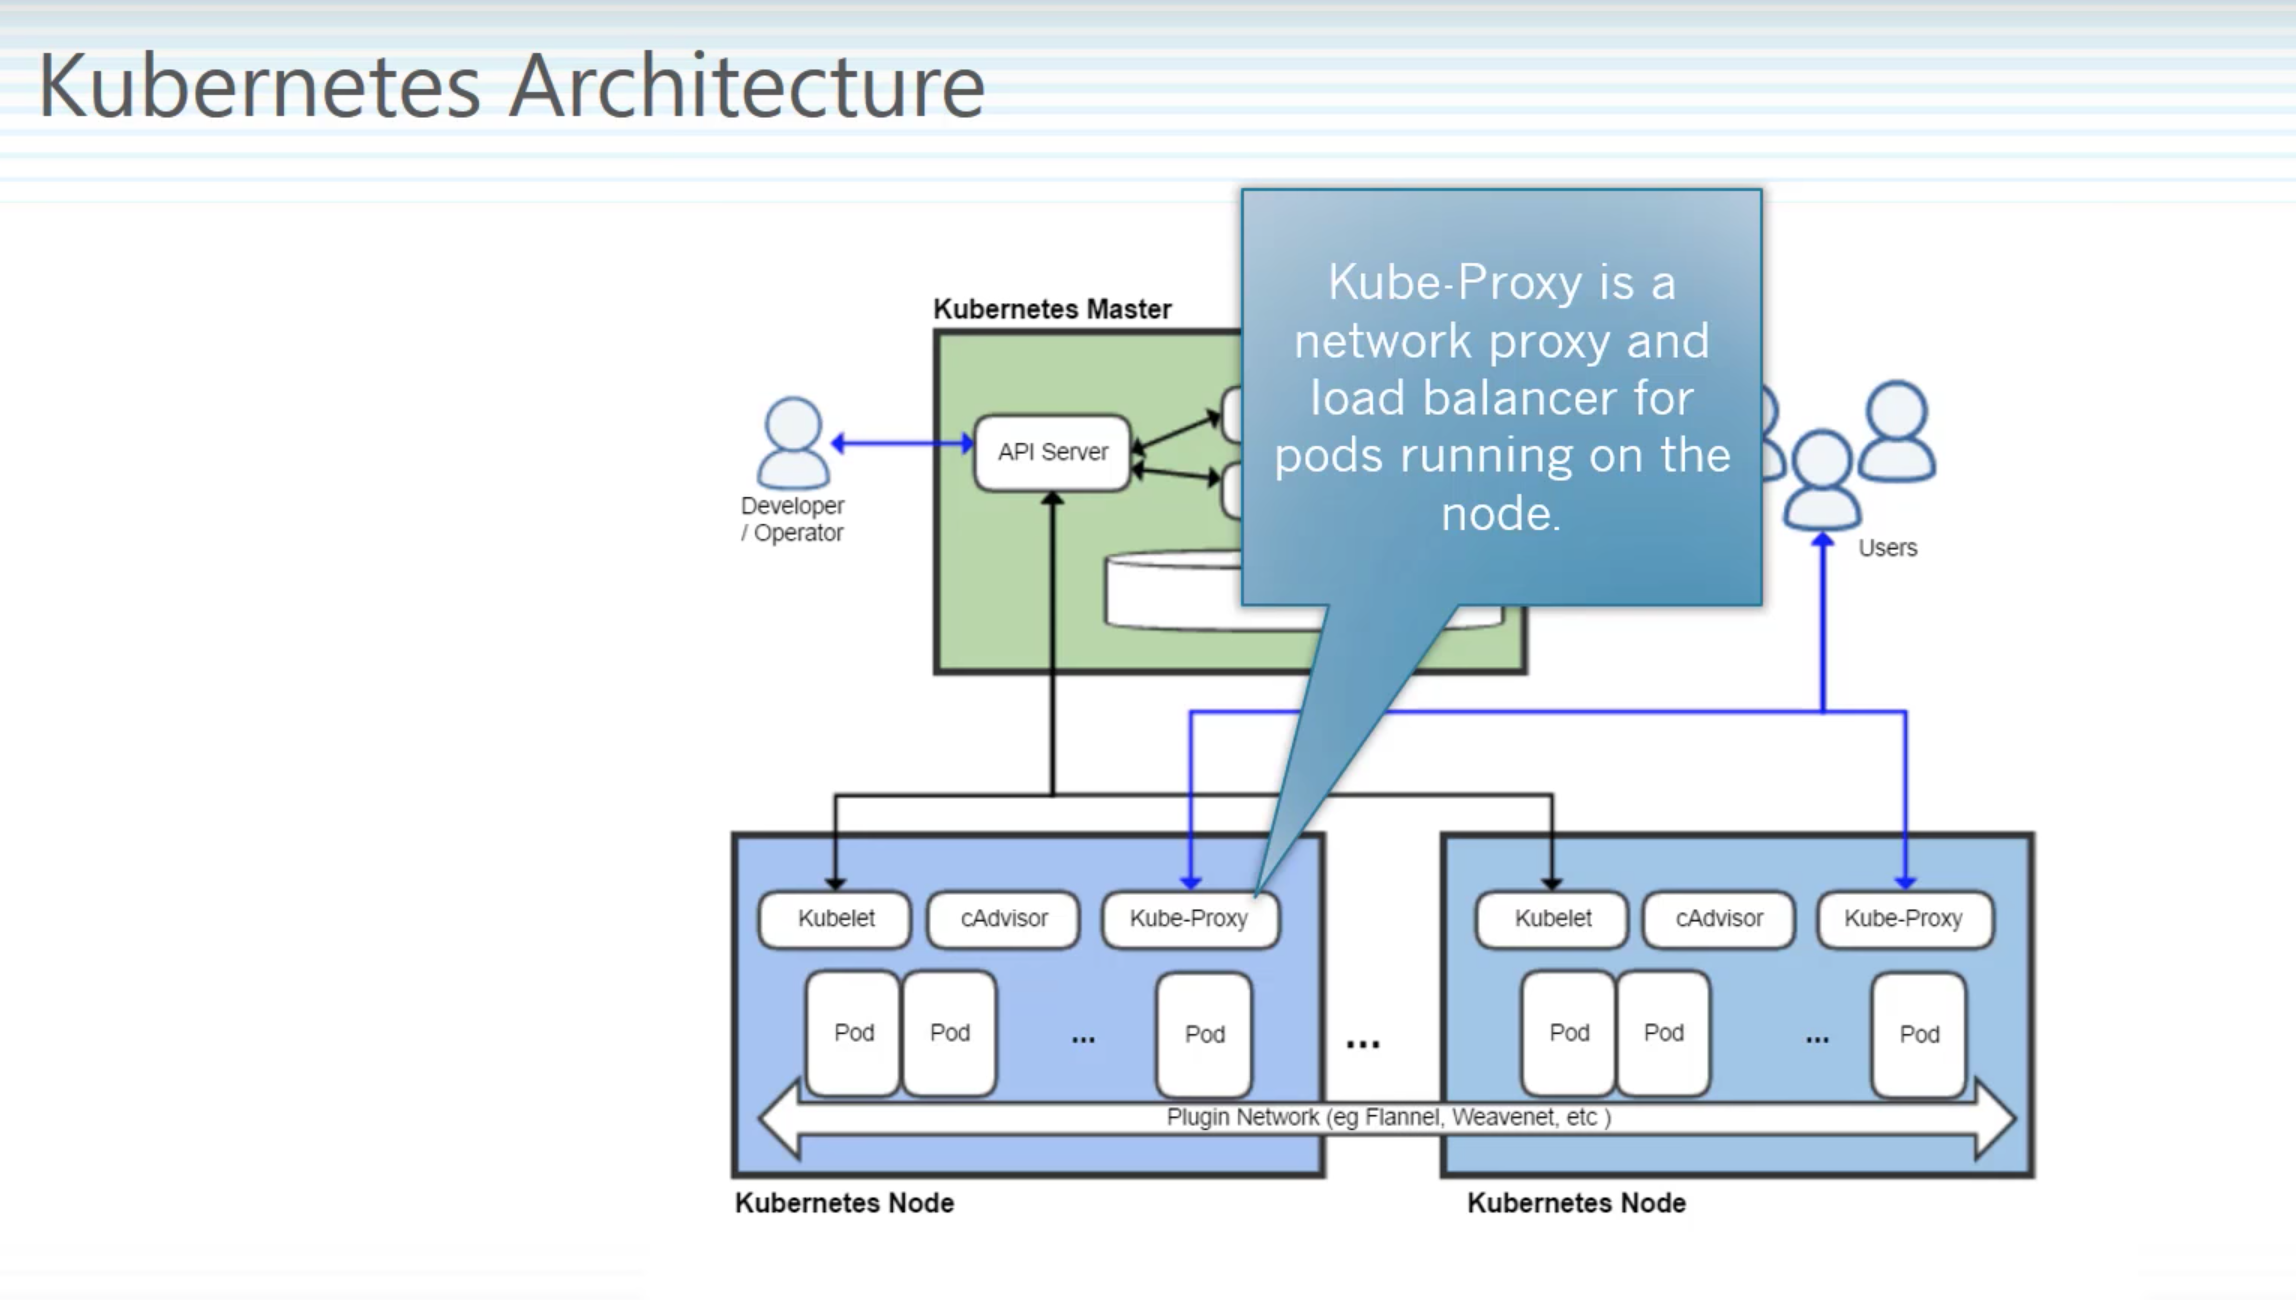 Kubernetes Architecture
Kubernetes Master
Kube-Proxy is a
network proxy and
load balancer for
pods running on the
node.
API Server
Developer
/ Operator
Users
Kubelet
cAdvisor
Kube-Proxy
Kubelet
cAdvisor
Kube-Proxy
Pod
Pod
...
Pod
...
Pod
Pod
...
Pod
Plugin Network (eg Flannel, Weavenet, etc )
Kubernetes Node
Kubernetes Node